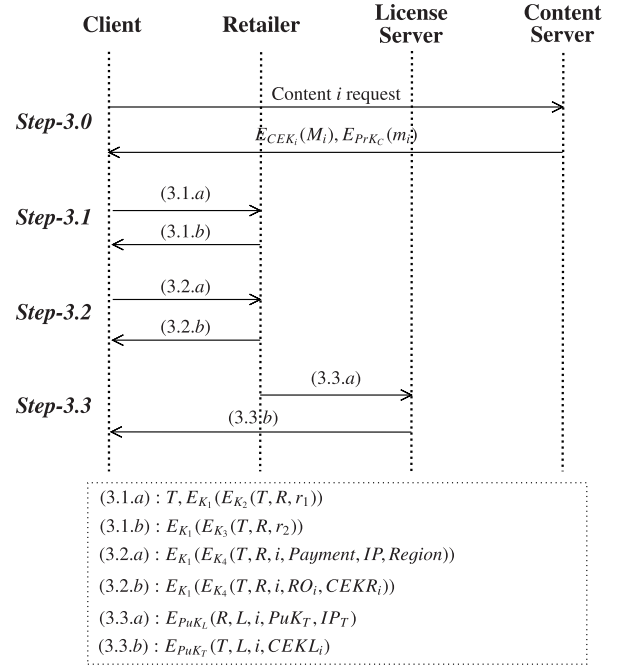 Client Retailer License Server Content Server
Content i request
Step-3.0
E_{CEK_i}(M_i), E_{PrK_C}(m_i)
(3.1.a)
Step-3.1
(3.1.b)
(3.2.a)
Step-3.2
(3.2.b)
(3.3.a)
Step-3.3
(3.3.b)
(3.1.a) : T, E_{K_1}(E_{K_2}(T, R, r_1))
(3.1.b) : E_{K_1}(E_{K_3}(T, R, r_2))
(3.2.a) : E_{K_1}(E_{K_4}(T, R, i, Payment, IP, Region))
(3.2.b) : E_{K_1}(E_{K_4}(T, R, i, RO_i, CEKR_i))
(3.3.a) : E_{PuK_L}(R, L, i, PuK_T, IP_T)
(3.3.b) : E_{PuK_T}(T, L, i, CEKL_i)